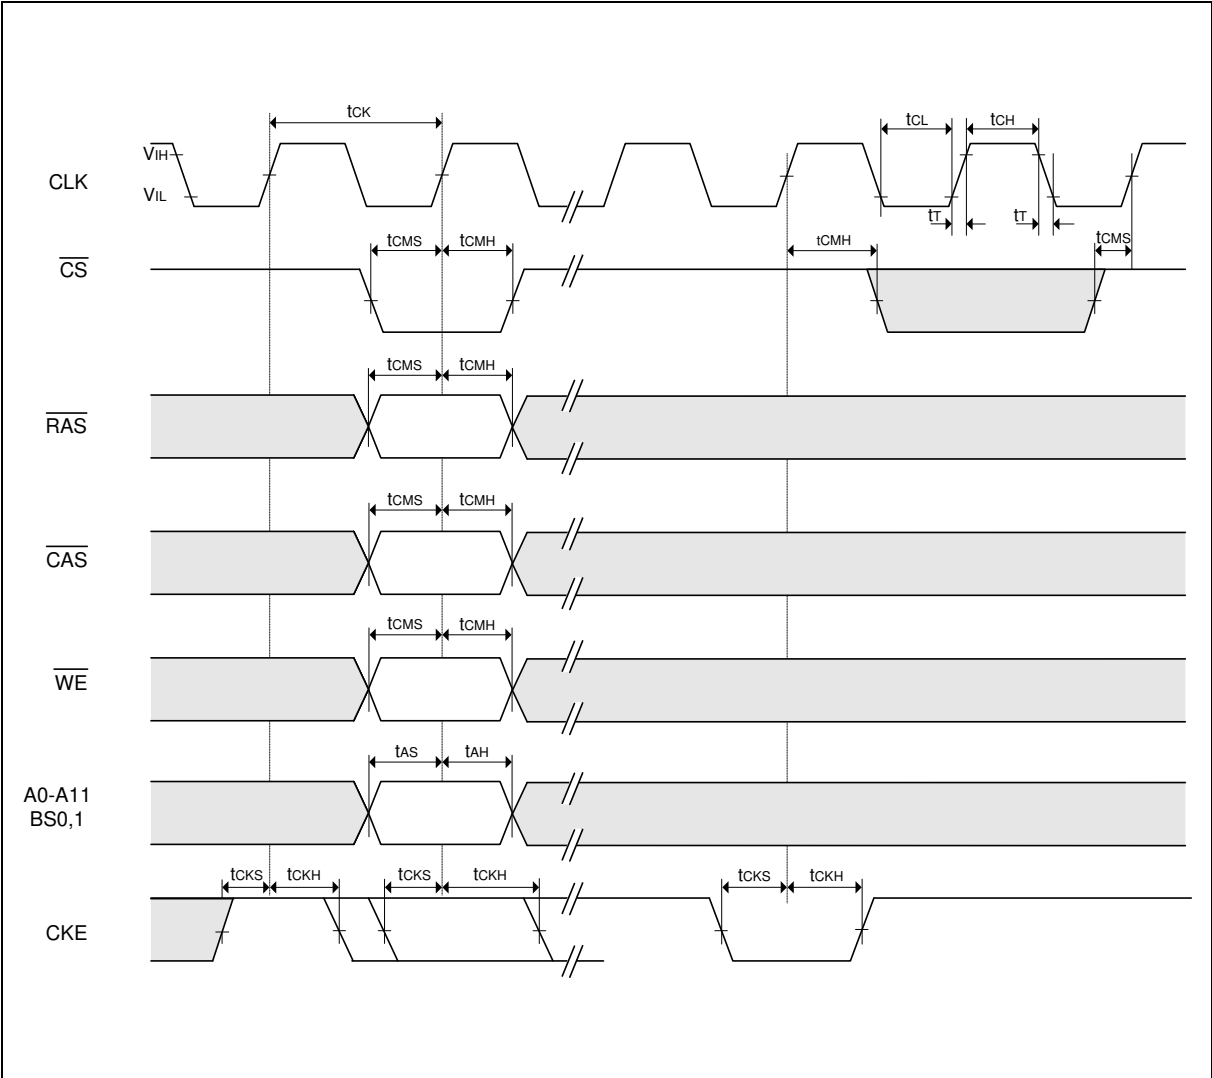 tCK
tCL
tCH
VIH
CLK
VIL
tT
tT
tCMS
tCMH
tCMH
tCMS
CS
tCMS
tCMH
RAS
tCMS
tCMH
CAS
tCMS
tCMH
WE
tAS
tAH
A0-A11
BS0,1
tCKS
tCKH
tCKS
tCKH
tCKS
tCKH
CKE